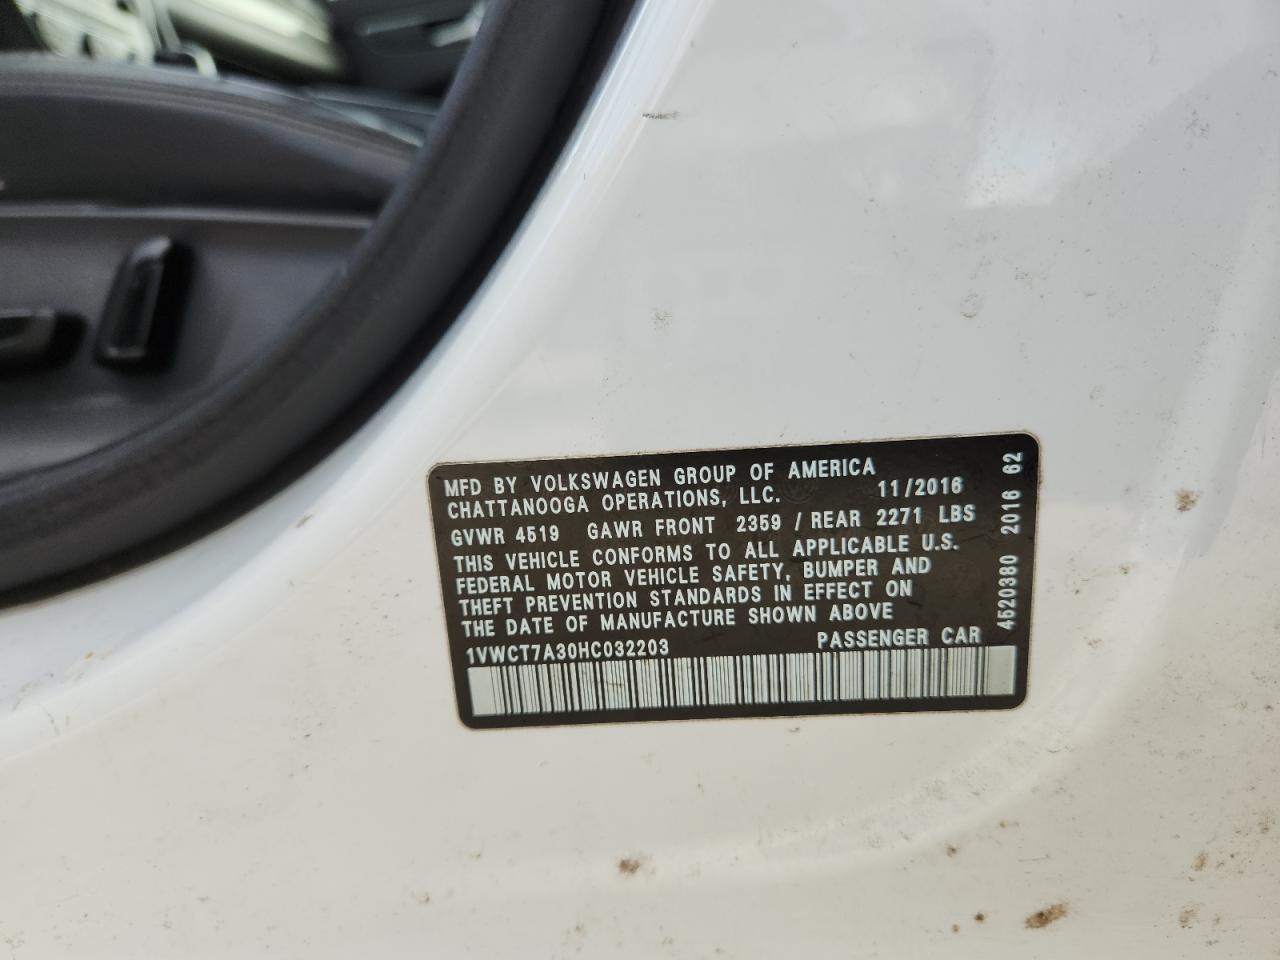 MFD BY VOLKSWAGEN GROUP OF AMERICA
CHATTANOOGA OPERATIONS, LLC. 11/2016
GVWR 4519 GAWR FRONT 2359 / REAR 2271 LBS
THIS VEHICLE CONFORMS TO ALL APPLICABLE U.S.
FEDERAL MOTOR VEHICLE SAFETY, BUMPER AND
THEFT PREVENTION STANDARDS IN EFFECT ON
THE DATE OF MANUFACTURE SHOWN ABOVE
1VWCT7A30HC032203 PASSENGER CAR
4520380 2016 62